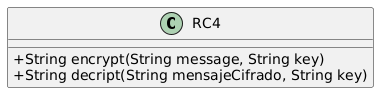 C RC4
+String encrypt(String message, String key)
+String decript(String mensajeCifrado, String key)